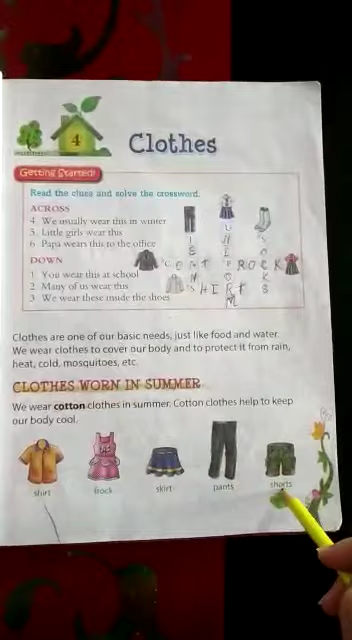 4
Clothes
Getting Started!
Read the clues and solve the crossword.
ACROSS
4. We usually wear this in winter
5. Little girls wear this
6. Papa wears this to the office
DOWN
1. You wear this at school
2. Many of us wear this
3. We wear these inside the shoes
COAT FROCK
SHIRT
Clothes are one of our basic needs, just like food and water.
We wear clothes to cover our body and to protect it from rain,
heat, cold, mosquitoes, etc.
CLOTHES WORN IN SUMMER
We wear cotton clothes in summer. Cotton clothes help to keep
our body cool.
shirt
frock
skirt
pants
shorts